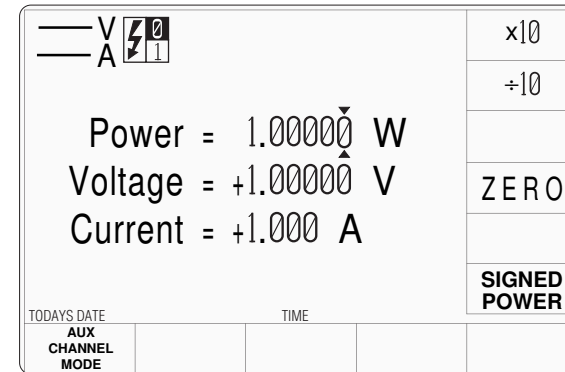 V 0
A 1
x10
÷10
Power = 1.00000 W
Voltage = +1.00000 V
Current = +1.000 A
ZERO
SIGNED
POWER
TODAYS DATE TIME
AUX
CHANNEL
MODE